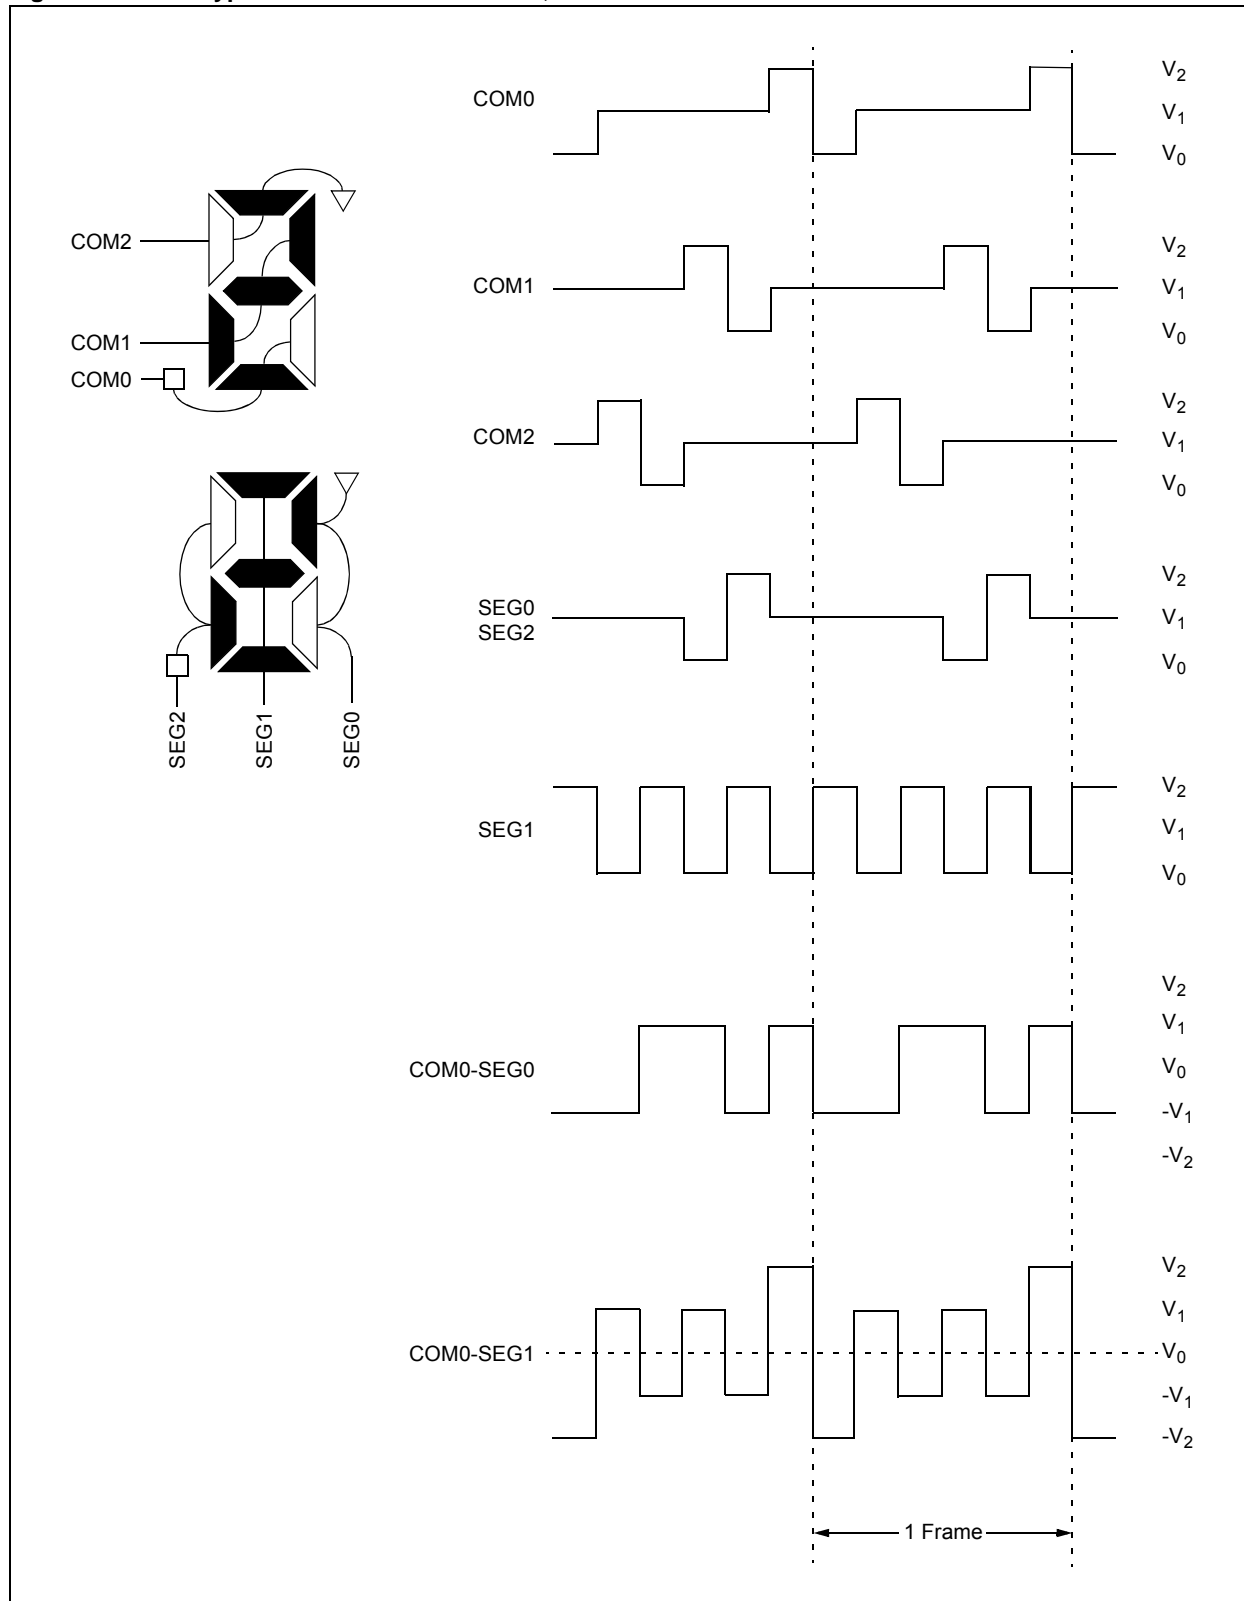 COM0
V2
V1
V0
COM2
COM1
COM0
COM1
V2
V1
V0
COM2
V2
V1
V0
SEG0
SEG2
V2
V1
V0
SEG2
SEG1
SEG0
SEG1
V2
V1
V0
COM0-SEG0
V2
V1
V0
-V1
-V2
COM0-SEG1
V2
V1
V0
-V1
-V2
1 Frame